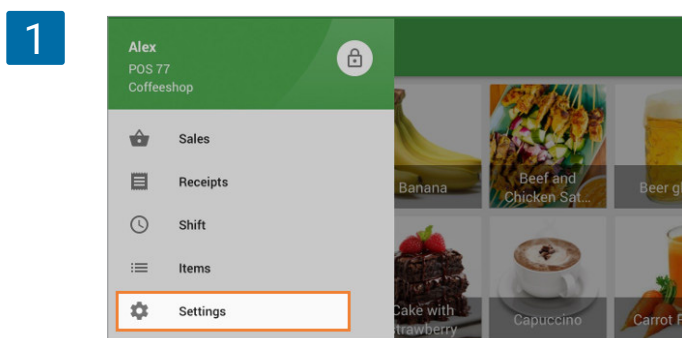 1
Alex
POS 77
Coffeeshop
Sales
Receipts
Shift
Items
Settings
Banana
Beef and
Chicken Sat...
Beer gl
Cake with
strawberry
Capuccino
Carrot F